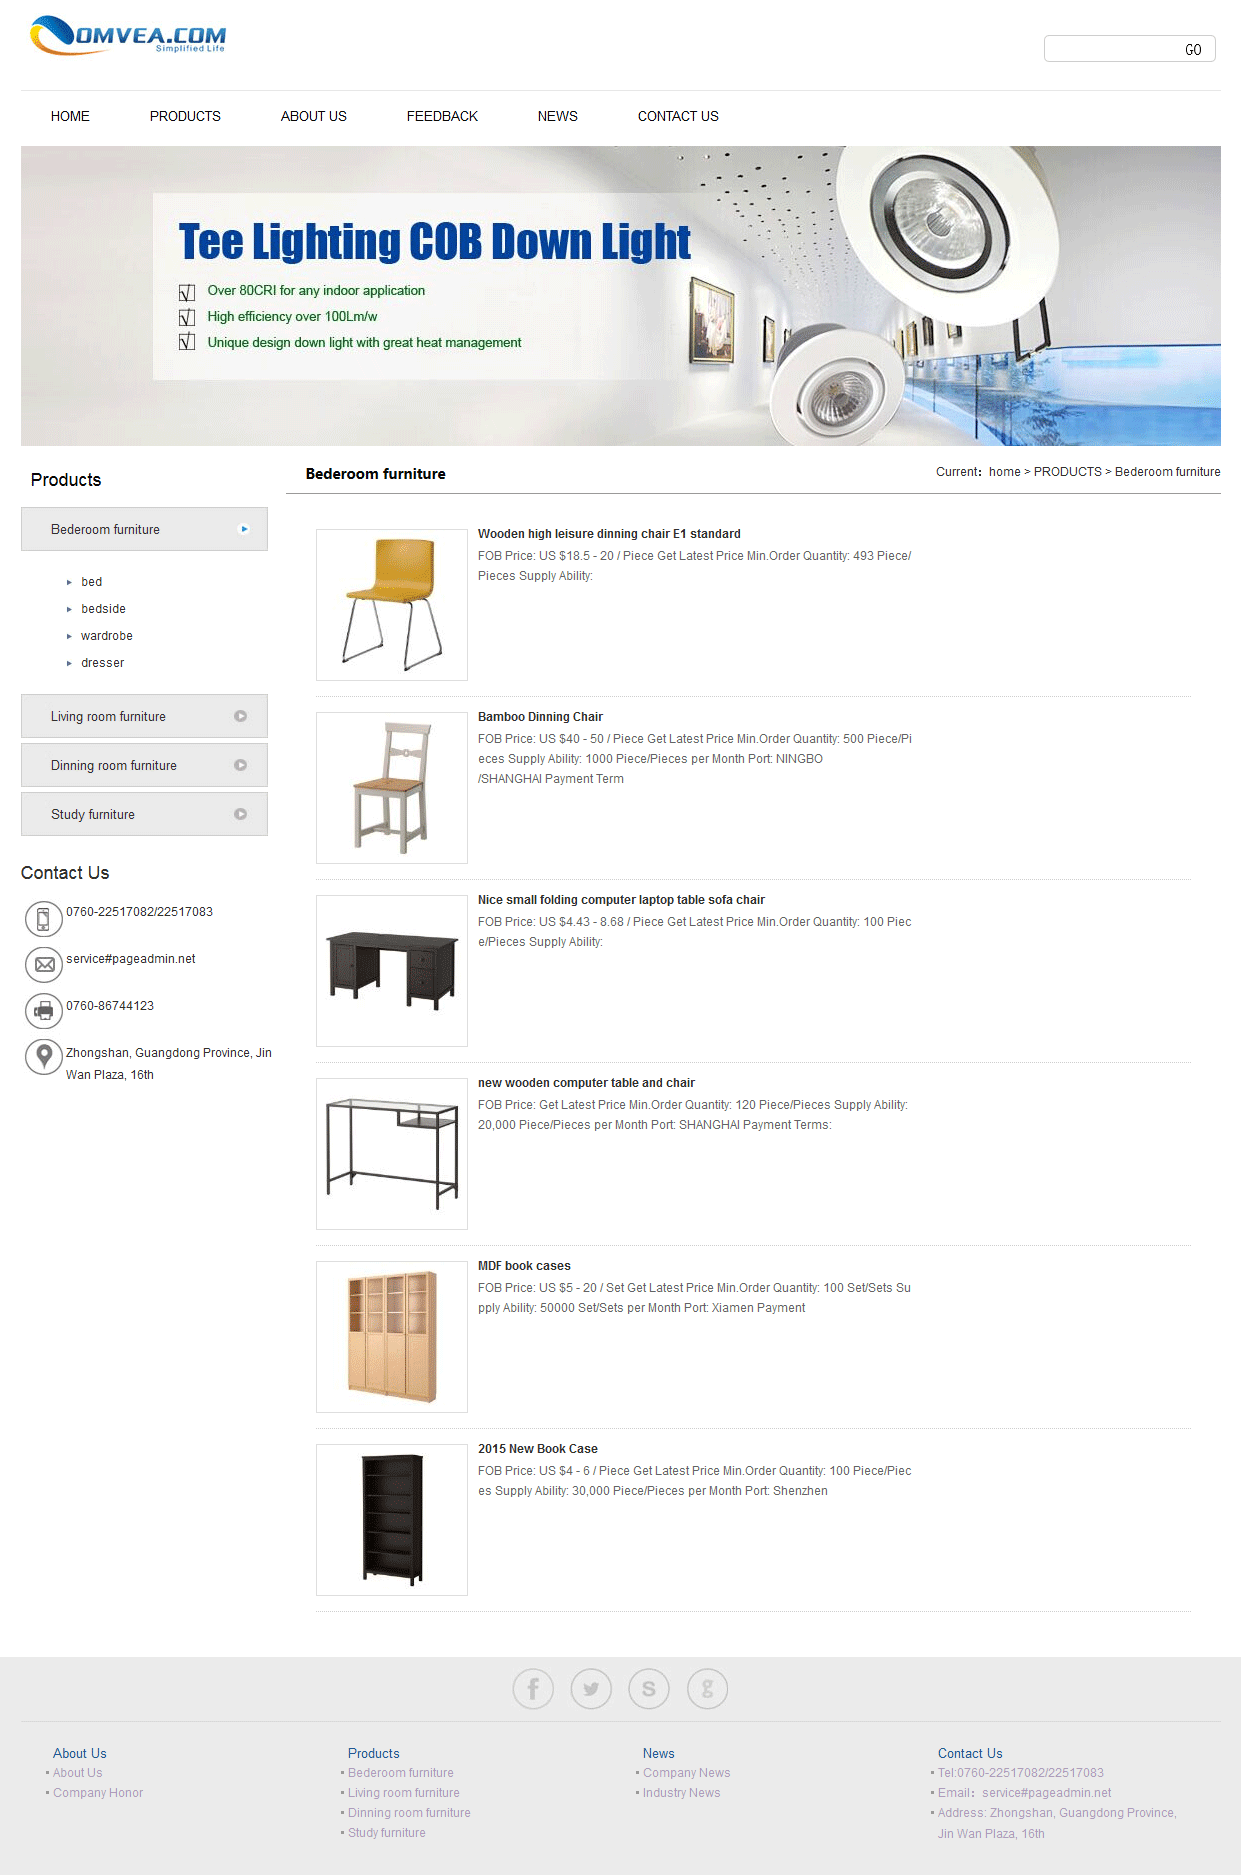 OMVEA.COM
Simplified Life
GO
HOME
PRODUCTS
ABOUT US
FEEDBACK
NEWS
CONTACT US
Tee Lighting COB Down Light
Over 80CRI for any indoor application
High efficiency over 100Lm/w
Unique design down light with great heat management
Products
Bederoom furniture
bed
bedside
wardrobe
dresser
Living room furniture
Dinning room furniture
Study furniture
Contact Us
0760-22517082/22517083
service#pageadmin.net
0760-86744123
Zhongshan, Guangdong Province, Jin
Wan Plaza, 16th
Bederoom furniture
Current：home > PRODUCTS > Bederoom furniture
Wooden high leisure dinning chair E1 standard
FOB Price: US $18.5 - 20 / Piece Get Latest Price Min.Order Quantity: 493 Piece/
Pieces Supply Ability:
Bamboo Dinning Chair
FOB Price: US $40 - 50 / Piece Get Latest Price Min.Order Quantity: 500 Piece/Pi
eces Supply Ability: 1000 Piece/Pieces per Month Port: NINGBO
/SHANGHAI Payment Term
Nice small folding computer laptop table sofa chair
FOB Price: US $4.43 - 8.68 / Piece Get Latest Price Min.Order Quantity: 100 Piec
e/Pieces Supply Ability:
new wooden computer table and chair
FOB Price: Get Latest Price Min.Order Quantity: 120 Piece/Pieces Supply Ability:
20,000 Piece/Pieces per Month Port: SHANGHAI Payment Terms:
MDF book cases
FOB Price: US $5 - 20 / Set Get Latest Price Min.Order Quantity: 100 Set/Sets Su
pply Ability: 50000 Set/Sets per Month Port: Xiamen Payment
2015 New Book Case
FOB Price: US $4 - 6 / Piece Get Latest Price Min.Order Quantity: 100 Piece/Piec
es Supply Ability: 30,000 Piece/Pieces per Month Port: Shenzhen
About Us
About Us
Company Honor
Products
Bederoom furniture
Living room furniture
Dinning room furniture
Study furniture
News
Company News
Industry News
Contact Us
Tel:0760-22517082/22517083
Email：service#pageadmin.net
Address: Zhongshan, Guangdong Province,
Jin Wan Plaza, 16th